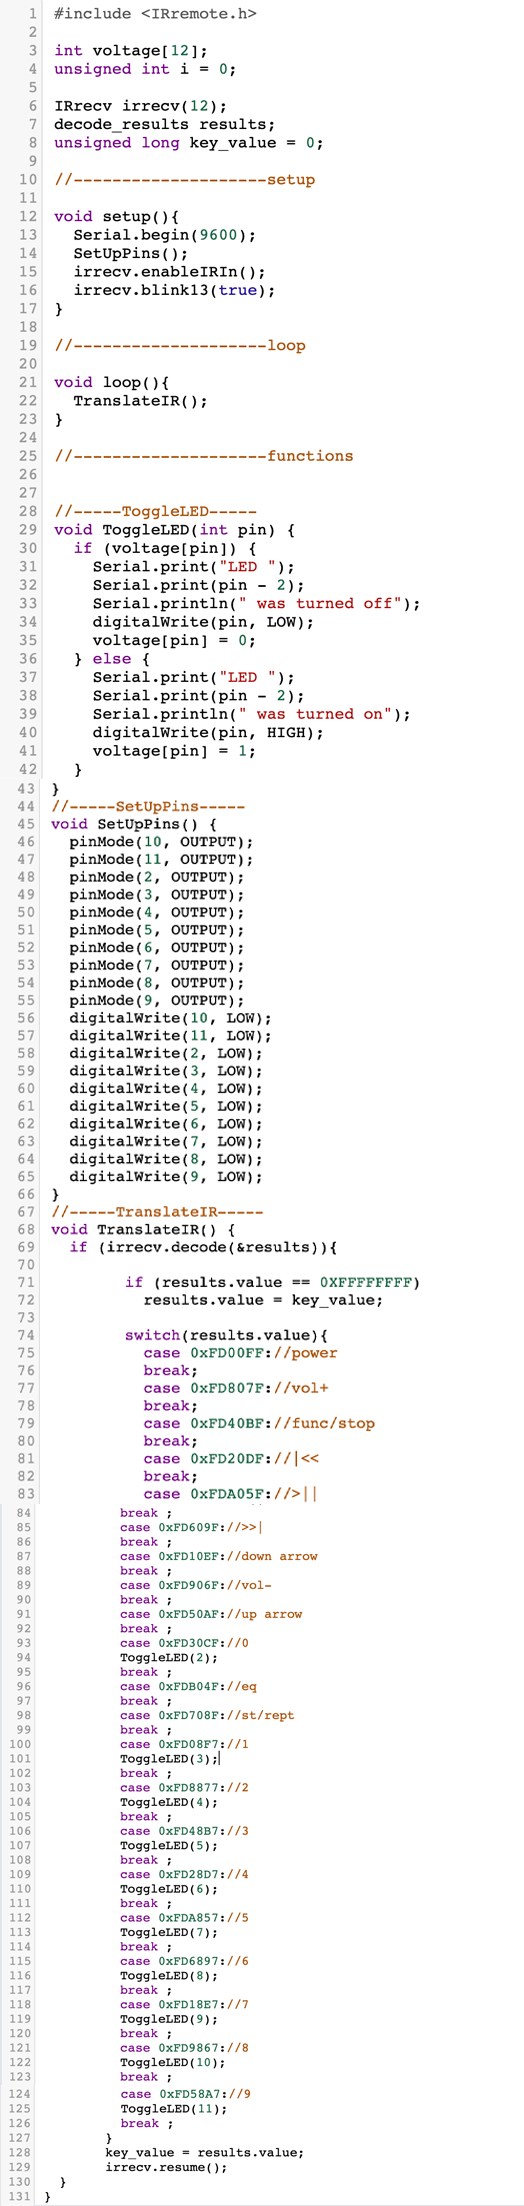 1 #include <IRremote.h>
2
3 int voltage[12];
4 unsigned int i = 0;
5
6 IRrecv irrecv(12);
7 decode_results results;
8 unsigned long key_value = 0;
9
10 //--------------------setup
11
12 void setup(){
13   Serial.begin(9600);
14   SetUpPins();
15   irrecv.enableIRIn();
16   irrecv.blink13(true);
17 }
18
19 //--------------------loop
20
21 void loop(){
22   TranslateIR();
23 }
24
25 //--------------------functions
26
27
28 //-----ToggleLED-----
29 void ToggleLED(int pin) {
30   if (voltage[pin]) {
31     Serial.print("LED ");
32     Serial.print(pin - 2);
33     Serial.println(" was turned off");
34     digitalWrite(pin, LOW);
35     voltage[pin] = 0;
36   } else {
37     Serial.print("LED ");
38     Serial.print(pin - 2);
39     Serial.println(" was turned on");
40     digitalWrite(pin, HIGH);
41     voltage[pin] = 1;
42   }
43 }
44 //-----SetUpPins-----
45 void SetUpPins() {
46   pinMode(10, OUTPUT);
47   pinMode(11, OUTPUT);
48   pinMode(2, OUTPUT);
49   pinMode(3, OUTPUT);
50   pinMode(4, OUTPUT);
51   pinMode(5, OUTPUT);
52   pinMode(6, OUTPUT);
53   pinMode(7, OUTPUT);
54   pinMode(8, OUTPUT);
55   pinMode(9, OUTPUT);
56   digitalWrite(10, LOW);
57   digitalWrite(11, LOW);
58   digitalWrite(2, LOW);
59   digitalWrite(3, LOW);
60   digitalWrite(4, LOW);
61   digitalWrite(5, LOW);
62   digitalWrite(6, LOW);
63   digitalWrite(7, LOW);
64   digitalWrite(8, LOW);
65   digitalWrite(9, LOW);
66 }
67 //-----TranslateIR-----
68 void TranslateIR() {
69   if (irrecv.decode(&results)){
70
71         if (results.value == 0XFFFFFFFF)
72           results.value = key_value;
73
74         switch(results.value){
75           case 0xFD00FF://power
76           break;
77           case 0xFD807F://vol+
78           break;
79           case 0xFD40BF://func/stop
80           break;
81           case 0xFD20DF://|<<
82           break;
83           case 0xFDA05F://>||
84           break ;
85           case 0xFD609F://>>|
86           break ;
87           case 0xFD10EF://down arrow
88           break ;
89           case 0xFD906F://vol-
90           break ;
91           case 0xFD50AF://up arrow
92           break ;
93           case 0xFD30CF://0
94           ToggleLED(2);
95           break ;
96           case 0xFDB04F://eq
97           break ;
98           case 0xFD708F://st/rept
99           break ;
100           case 0xFD08F7://1
101           ToggleLED(3);
102           break ;
103           case 0xFD8877://2
104           ToggleLED(4);
105           break ;
106           case 0xFD48B7://3
107           ToggleLED(5);
108           break ;
109           case 0xFD28D7://4
110           ToggleLED(6);
111           break ;
112           case 0xFDA857://5
113           ToggleLED(7);
114           break ;
115           case 0xFD6897://6
116           ToggleLED(8);
117           break ;
118           case 0xFD18E7://7
119           ToggleLED(9);
120           break ;
121           case 0xFD9867://8
122           ToggleLED(10);
123           break ;
124           case 0xFD58A7://9
125           ToggleLED(11);
126           break ;
127         }
128         key_value = results.value;
129         irrecv.resume();
130   }
131 }